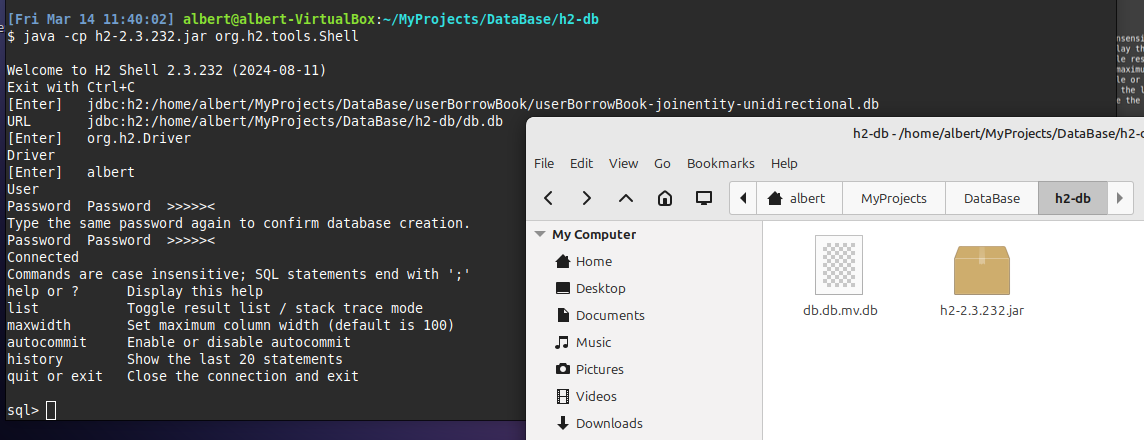 [Fri Mar 14 11:40:02] albert@albert-VirtualBox:~/MyProjects/DataBase/h2-db
$ java -cp h2-2.3.232.jar org.h2.tools.Shell
Welcome to H2 Shell 2.3.232 (2024-08-11)
Exit with Ctrl+C
[Enter]   jdbc:h2:/home/albert/MyProjects/DataBase/userBorrowBook/userBorrowBook-joinentity-unidirectional.db
URL       jdbc:h2:/home/albert/MyProjects/DataBase/h2-db/db.db
[Enter]   org.h2.Driver
Driver
[Enter]   albert
User
Password  Password  >>>>><
Type the same password again to confirm database creation.
Password  Password  >>>>><
Connected
Commands are case insensitive; SQL statements end with ';'
help or ?      Display this help
list           Toggle result list / stack trace mode
maxwidth       Set maximum column width (default is 100)
autocommit     Enable or disable autocommit
history        Show the last 20 statements
quit or exit   Close the connection and exit
sql>
h2-db - /home/albert/MyProjects/DataBase/h2-
File Edit View Go Bookmarks Help
albert MyProjects DataBase h2-db
My Computer
Home
Desktop
Documents
Music
Pictures
Videos
Downloads
db.db.mv.db
h2-2.3.232.jar